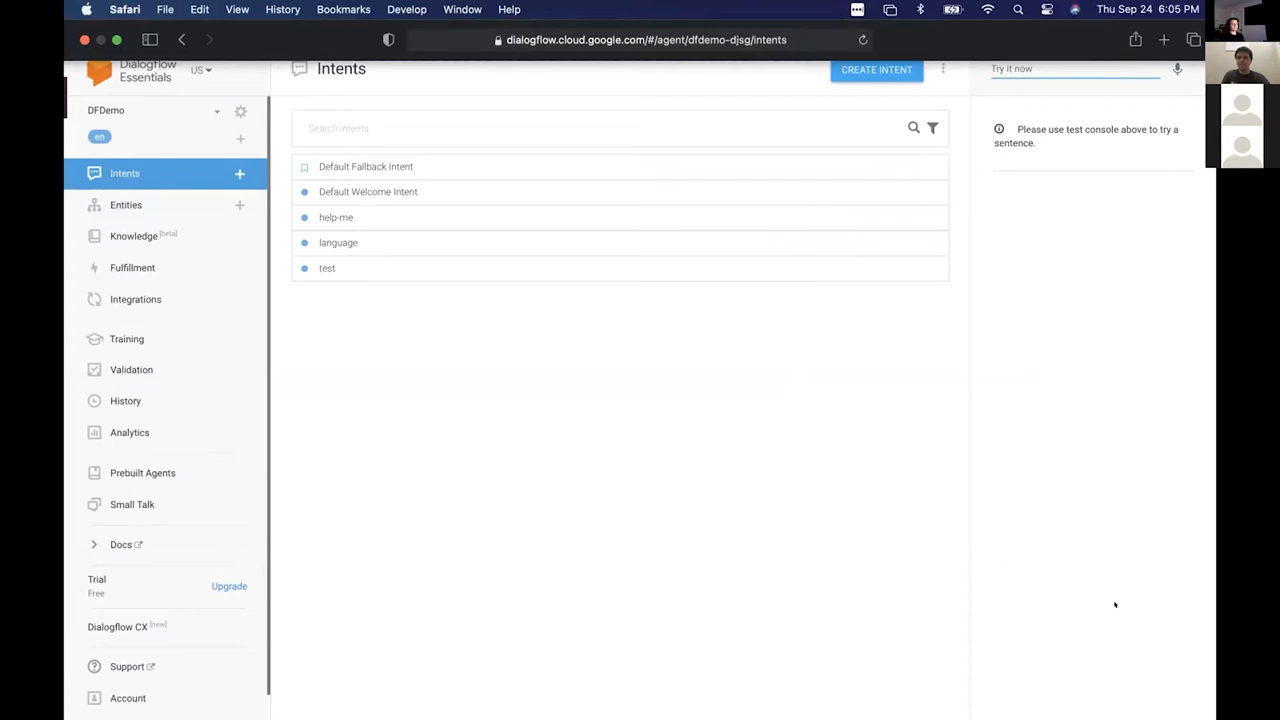 Safari File Edit View History Bookmarks Develop Window Help Thu Sep 24 6:05 PM
dialogflow.cloud.google.com/#/agent/dfdemo-djsg/intents
Dialogflow
Essentials
US
Intents
CREATE INTENT
Try it now
DFDemo
en
Search intents
Please use test console above to try a
sentence.
Intents
Entities
Knowledge [beta]
Fulfillment
Integrations
Training
Validation
History
Analytics
Prebuilt Agents
Small Talk
Docs
Trial
Free
Upgrade
Dialogflow CX [new]
Support
Account
Default Fallback Intent
Default Welcome Intent
help-me
language
test